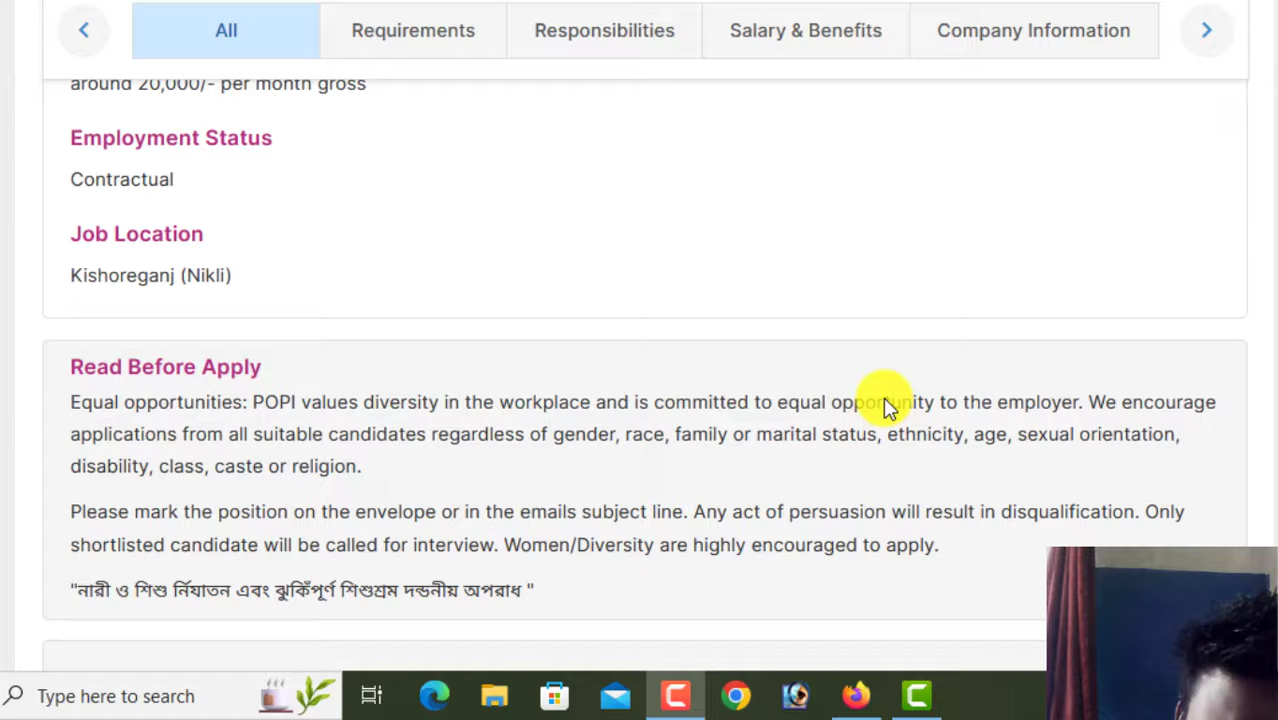 All
Requirements
Responsibilities
Salary & Benefits
Company Information
around 20,000/- per month gross
Employment Status
Contractual
Job Location
Kishoreganj (Nikli)
Read Before Apply
Equal opportunities: POPI values diversity in the workplace and is committed to equal opportunity to the employer. We encourage
applications from all suitable candidates regardless of gender, race, family or marital status, ethnicity, age, sexual orientation,
disability, class, caste or religion.
Please mark the position on the envelope or in the emails subject line. Any act of persuasion will result in disqualification. Only
shortlisted candidate will be called for interview. Women/Diversity are highly encouraged to apply.
"নারী ও শিশু র্নিযাতন এবং ঝুকিঁপূর্ণ শিশুশ্রম দন্ডনীয় অপরাধ "
Type here to search